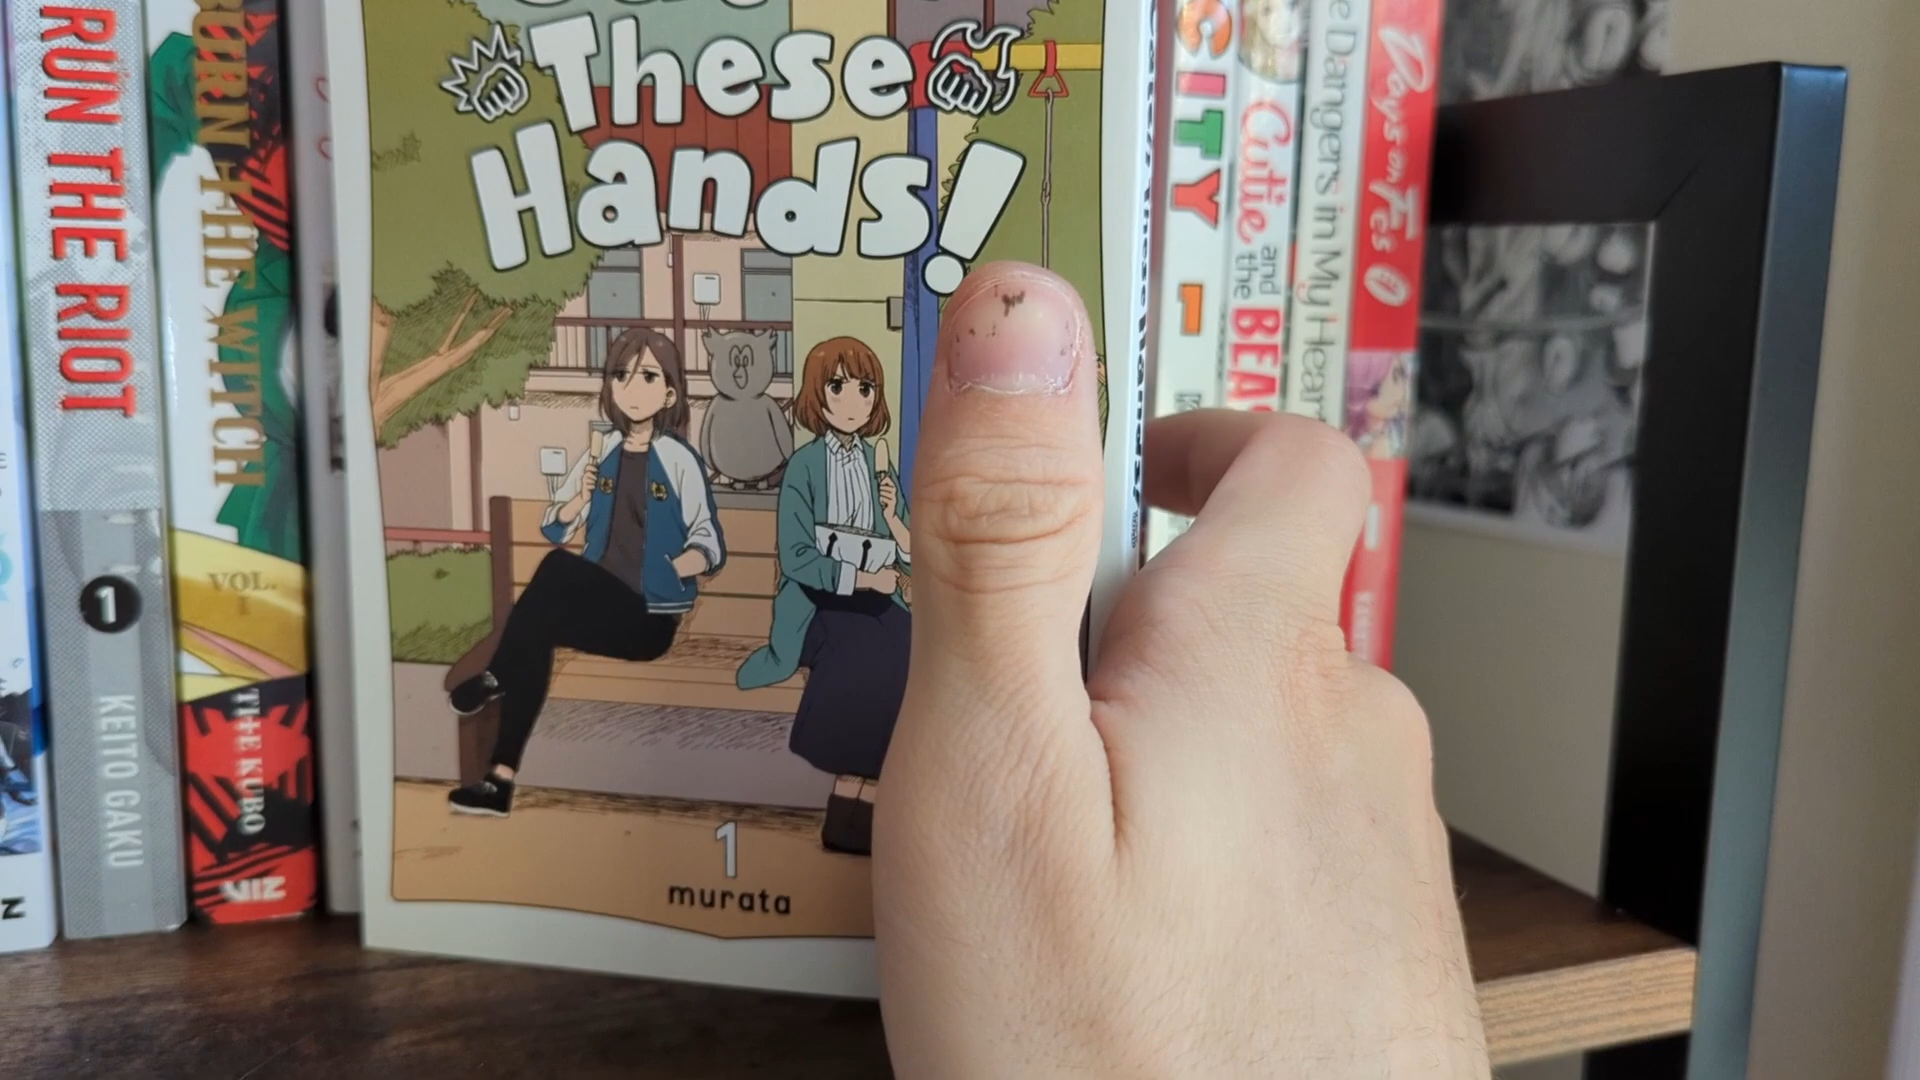 RUN THE RIOT
1
KEITO GAKU
BURN THE WITCH
VOL.
1
TITE KUBO
VIZ
These
Hands!
1
murata
CITY
1
Cutie and the BEA
e Dangers in My Hear
Days on Fes